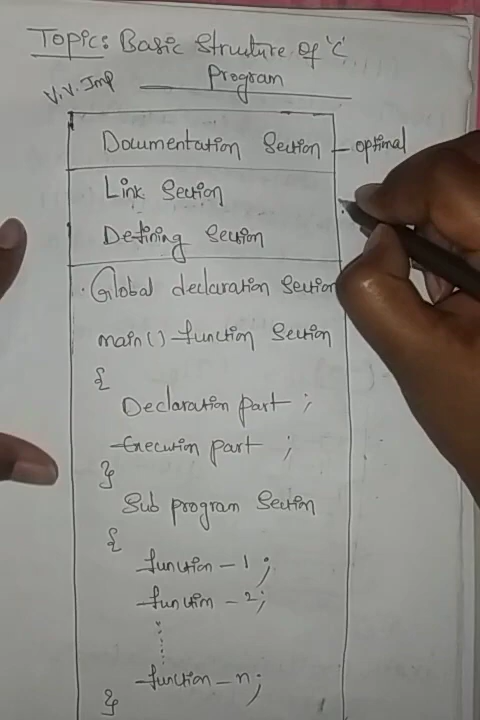 Topic: Basic Structure Of 'C'
Program
V.V.Imp
Documentation Section – optimal
Link Section
Defining Section
Global declaration Section
main() function Section
{
Declaration part ;
Execution part ;
}
Sub program Section
{
function – 1 ;
function – 2;
function – n;
}